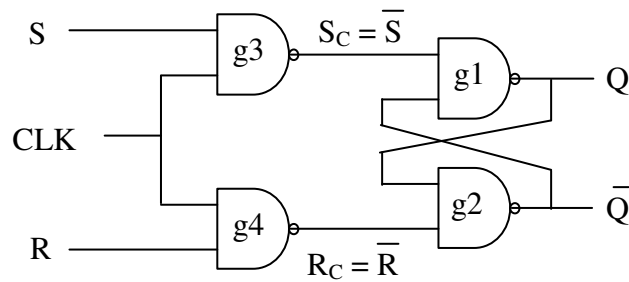 S
g3
S_C = S̅
g1
Q
CLK
g4
R
R_C = R̅
g2
Q̅